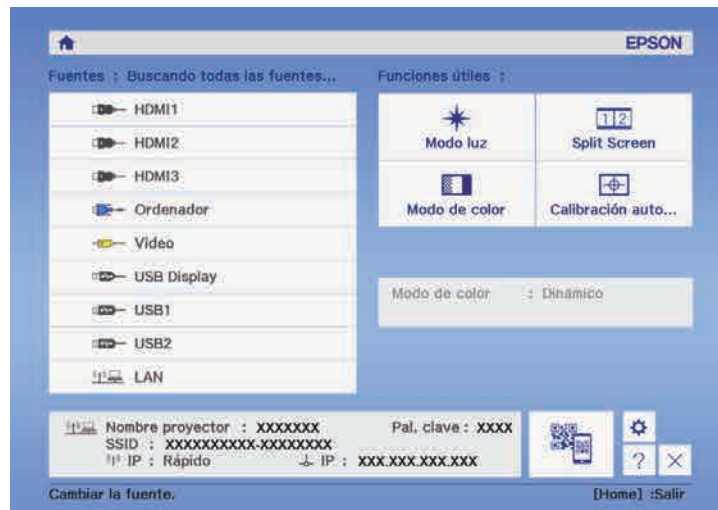 EPSON
Fuentes : Buscando todas las fuentes...
Funciones útiles :
HDMI1
HDMI2
HDMI3
Ordenador
Video
USB Display
USB1
USB2
LAN
Modo luz
1 2
Split Screen
Modo de color
Calibración auto...
Modo de color : Dinámico
Nombre proyector : XXXXXXX
Pal. clave : XXXX
SSID : XXXXXXXXXX-XXXXXXXX
IP : Rápido
IP : XXX.XXX.XXX.XXX
?
Cambiar la fuente.
[Home] :Salir